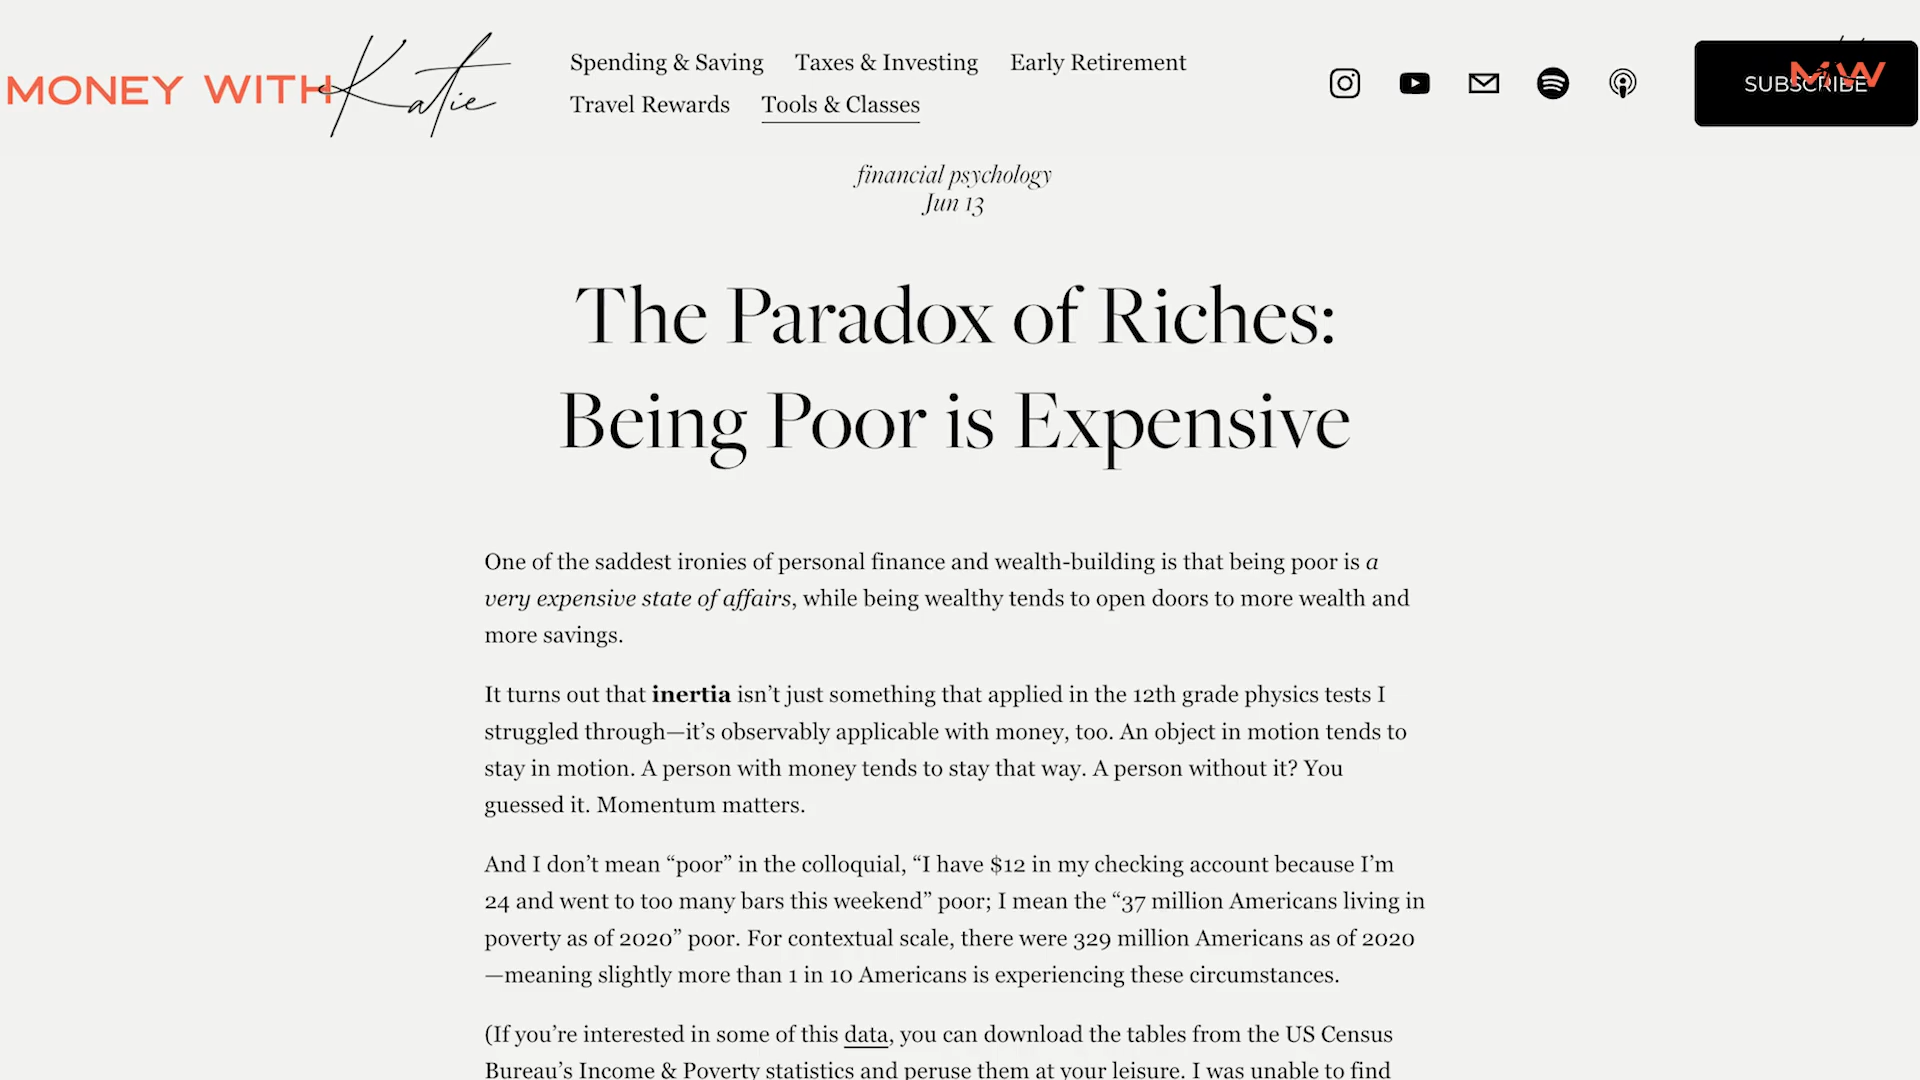 MONEY WITH Katie
Spending & Saving Taxes & Investing Early Retirement
Travel Rewards Tools & Classes
SUBSCRIBE
MW
financial psychology
Jun 13
The Paradox of Riches:
Being Poor is Expensive
One of the saddest ironies of personal finance and wealth-building is that being poor is a
very expensive state of affairs, while being wealthy tends to open doors to more wealth and
more savings.
It turns out that inertia isn’t just something that applied in the 12th grade physics tests I
struggled through—it’s observably applicable with money, too. An object in motion tends to
stay in motion. A person with money tends to stay that way. A person without it? You
guessed it. Momentum matters.
And I don’t mean “poor” in the colloquial, “I have $12 in my checking account because I’m
24 and went to too many bars this weekend” poor; I mean the “37 million Americans living in
poverty as of 2020” poor. For contextual scale, there were 329 million Americans as of 2020
—meaning slightly more than 1 in 10 Americans is experiencing these circumstances.
(If you’re interested in some of this data, you can download the tables from the US Census
Bureau’s Income & Poverty statistics and peruse them at your leisure. I was unable to find